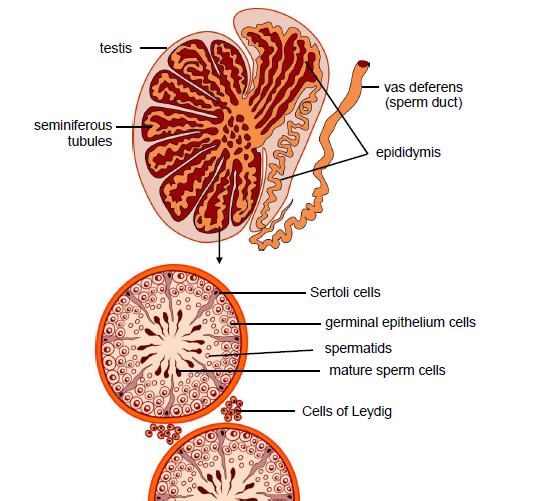 testis
vas deferens
(sperm duct)
seminiferous
tubules
epididymis
Sertoli cells
germinal epithelium cells
spermatids
mature sperm cells
Cells of Leydig